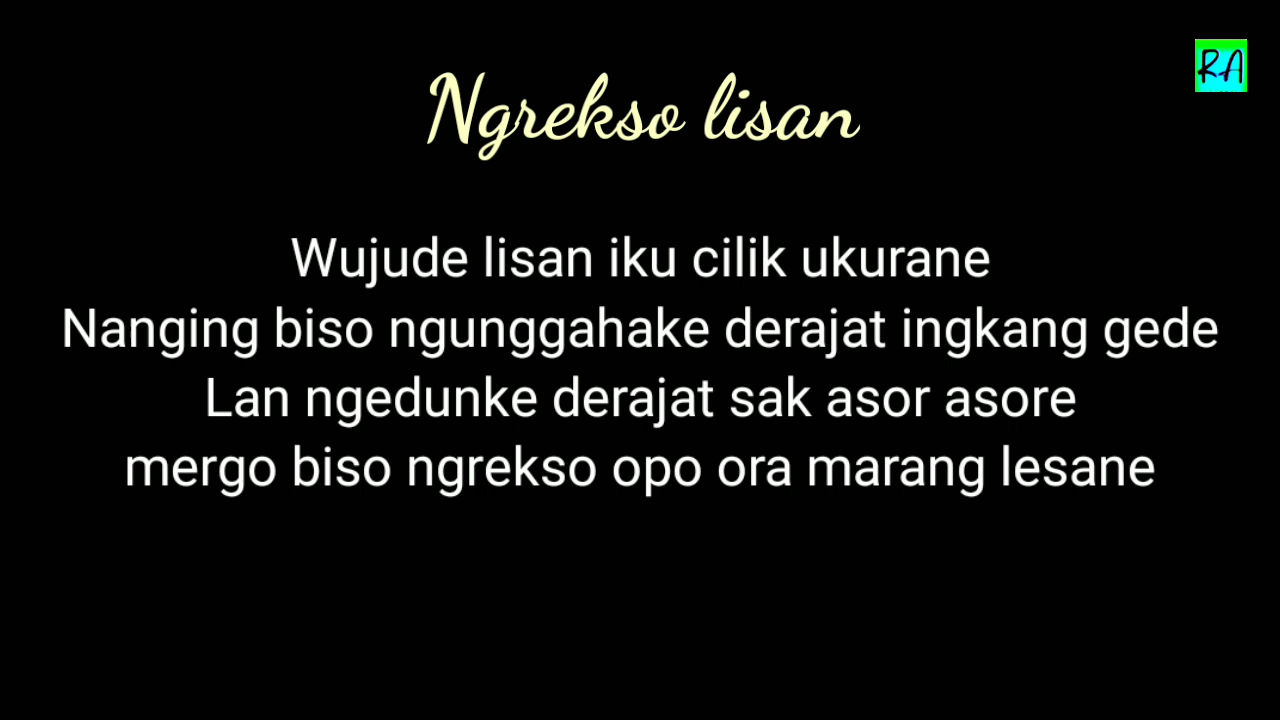 RA
Ngrekso lisan
Wujude lisan iku cilik ukurane
Nanging biso ngunggahake derajat ingkang gede
Lan ngedunke derajat sak asor asore
mergo biso ngrekso opo ora marang lesane